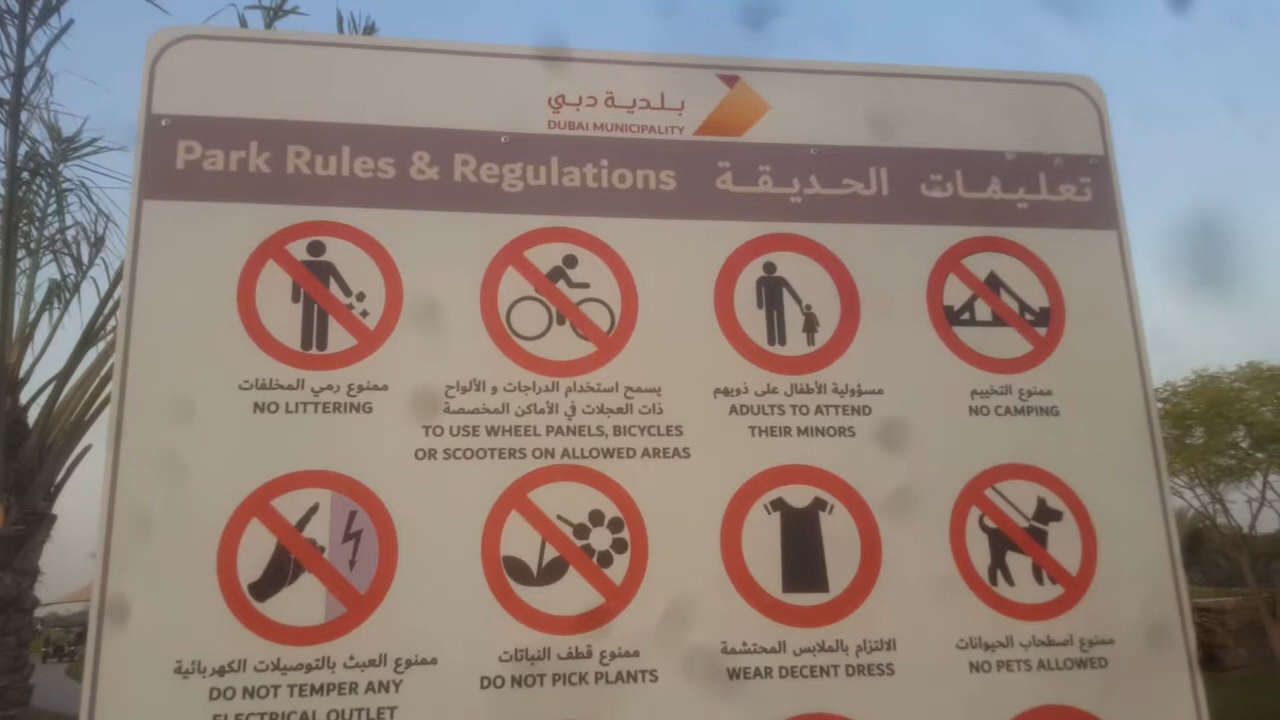 بلدية دبي
DUBAI MUNICIPALITY
Park Rules & Regulations
تعليمات الحديقة
ممنوع رمي المخلفات
NO LITTERING
يسمح استخدام الدراجات و الألواح
ذات العجلات في الأماكن المخصصة
TO USE WHEEL PANELS, BICYCLES
OR SCOOTERS ON ALLOWED AREAS
مسؤولية الأطفال على ذويهم
ADULTS TO ATTEND
THEIR MINORS
ممنوع التخييم
NO CAMPING
ممنوع العبث بالتوصيلات الكهربائية
DO NOT TEMPER ANY
ELECTRICAL OUTLET
ممنوع قطف النباتات
DO NOT PICK PLANTS
الالتزام بالملابس المحتشمة
WEAR DECENT DRESS
ممنوع اصطحاب الحيوانات
NO PETS ALLOWED